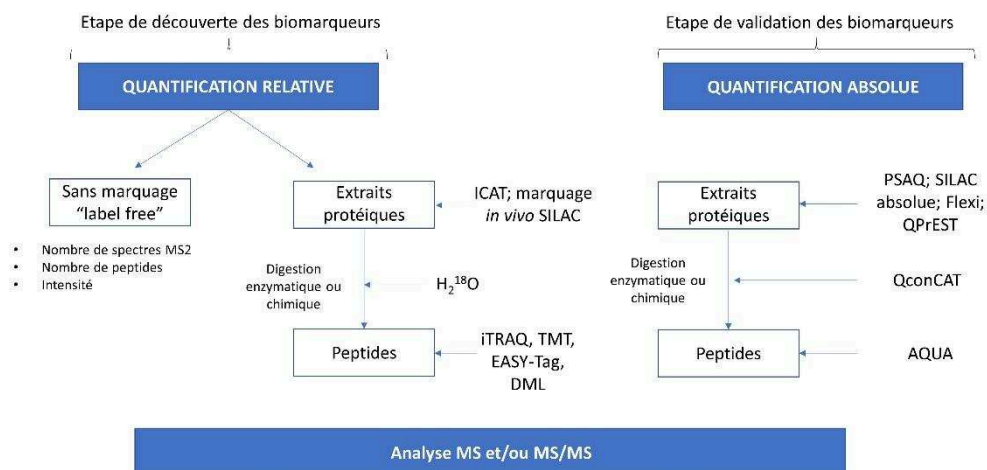 Etape de découverte des biomarqueurs
QUANTIFICATION RELATIVE
Sans marquage
"label free"
• Nombre de spectres MS2
• Nombre de peptides
• Intensité
Extraits
protéiques
ICAT; marquage
in vivo SILAC
Digestion
enzymatique ou
chimique
H₂¹⁸O
Peptides
iTRAQ, TMT,
EASY-Tag,
DML
Etape de validation des biomarqueurs
QUANTIFICATION ABSOLUE
Extraits
protéiques
PSAQ; SILAC
absolue; Flexi;
QPrEST
Digestion
enzymatique ou
chimique
QconCAT
Peptides
AQUA
Analyse MS et/ou MS/MS